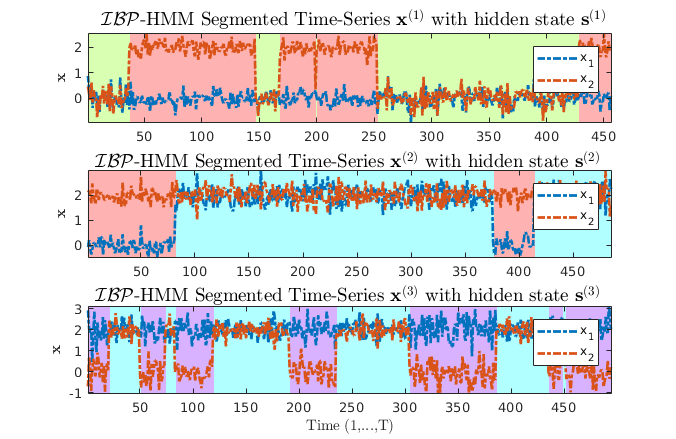 𝓘𝓑𝓟-HMM Segmented Time-Series x^(1) with hidden state s^(1)
2
1
0
x
x1
x2
50 100 150 200 250 300 350 400 450
𝓘𝓑𝓟-HMM Segmented Time-Series x^(2) with hidden state s^(2)
2
1
0
x
x1
x2
50 100 150 200 250 300 350 400 450
𝓘𝓑𝓟-HMM Segmented Time-Series x^(3) with hidden state s^(3)
3
2
1
0
-1
x
x1
x2
50 100 150 200 250 300 350 400 450
Time (1,...,T)